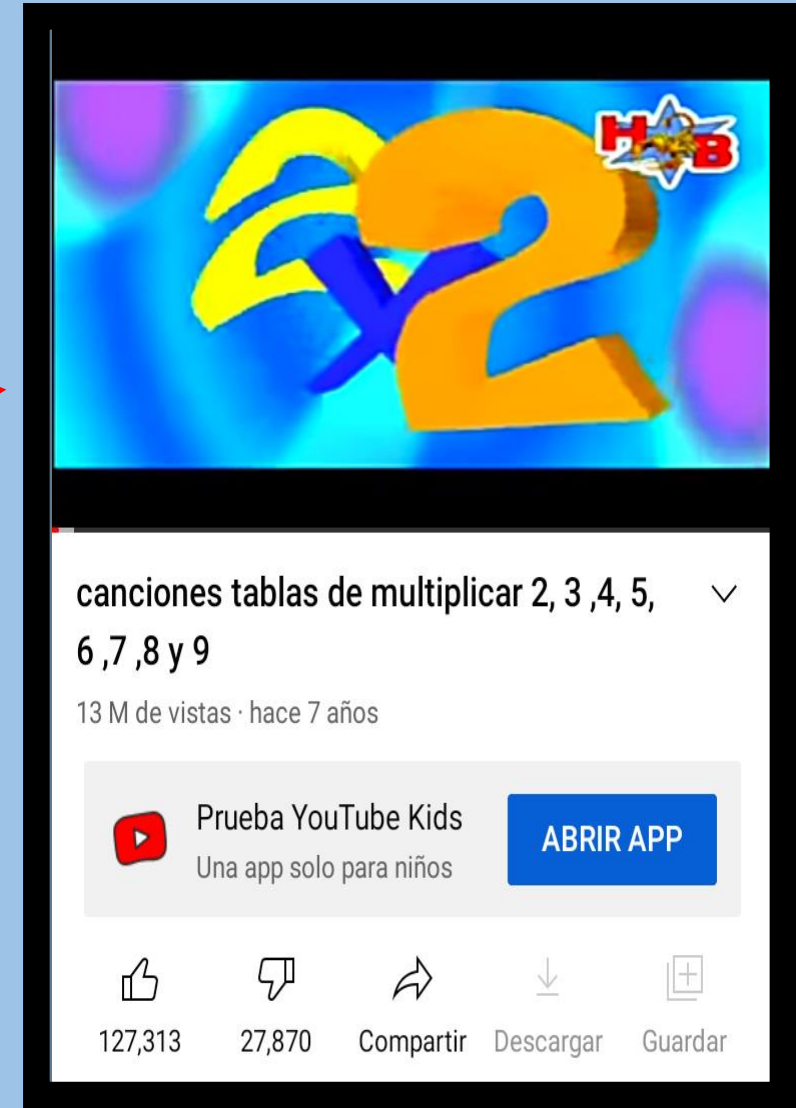 2x2
H B
canciones tablas de multiplicar 2, 3 ,4, 5,
6 ,7 ,8 y 9
13 M de vistas · hace 7 años
Prueba YouTube Kids
Una app solo para niños
ABRIR APP
127,313
27,870
Compartir
Descargar
Guardar